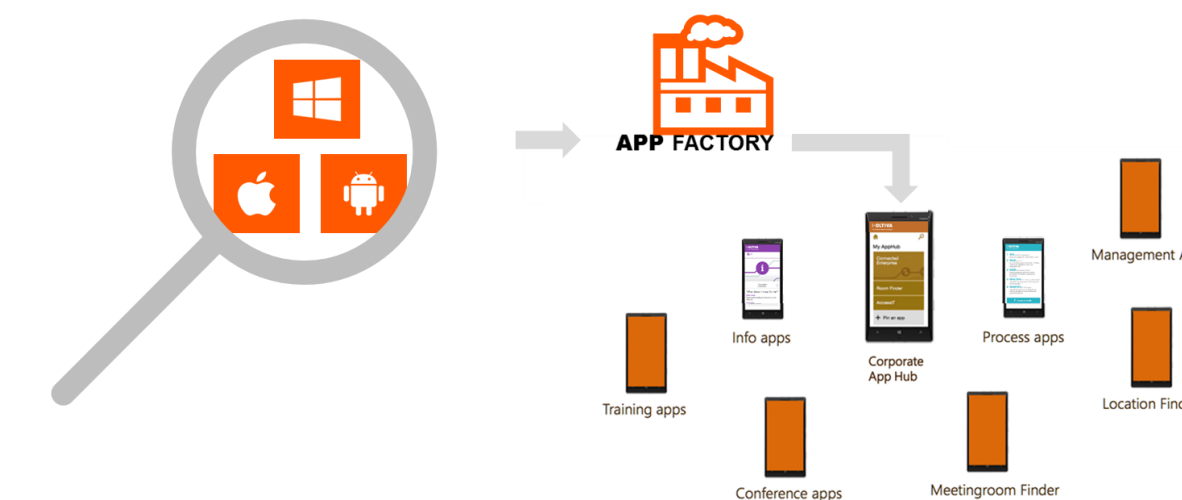 APP FACTORY
My AppHub
Connected
Enterprise
Room Finder
Access IT
Pin an app
Management A
Info apps
Process apps
Corporate
App Hub
Training apps
Location Find
Conference apps
Meetingroom Finder